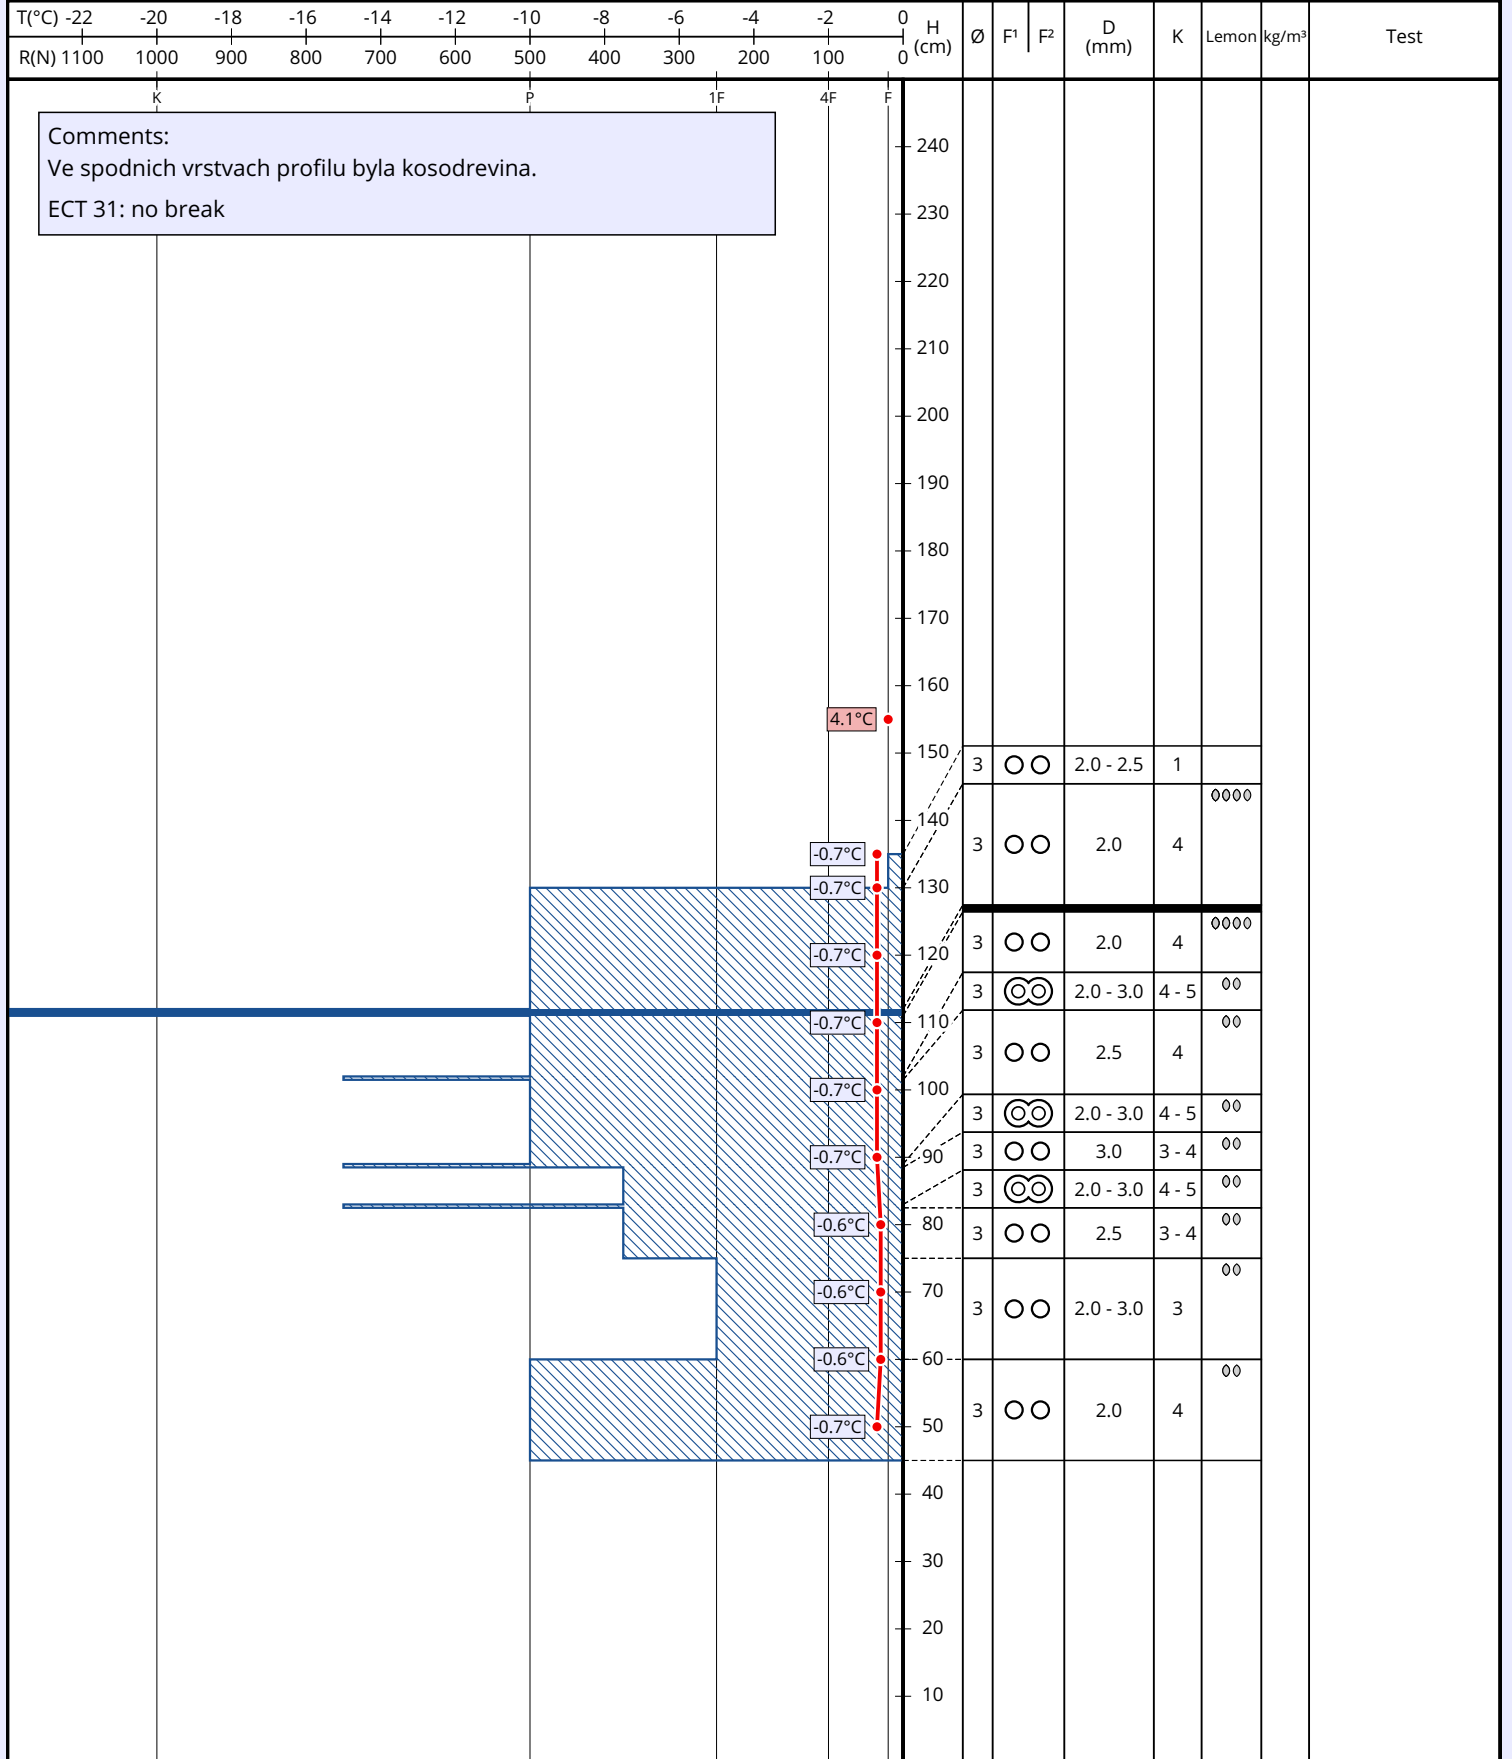 T(°C) -22 -20 -18 -16 -14 -12 -10 -8 -6 -4 -2 0
R(N) 1100 1000 900 800 700 600 500 400 300 200 100 0
H (cm) Ø F¹ F² D (mm) K Lemon kg/m³ Test
K P 1F 4F F
Comments:
Ve spodnich vrstvach profilu byla kosodrevina.
ECT 31: no break
240
230
220
210
200
190
180
170
160
4.1°C
150
3 2.0 - 2.5 1
140
3 2.0 4
-0.7°C
-0.7°C 130
3 2.0 4
-0.7°C 120
3 2.0 - 3.0 4 - 5
-0.7°C 110
3 2.5 4
-0.7°C 100
3 2.0 - 3.0 4 - 5
-0.7°C 90
3 3.0 3 - 4
3 2.0 - 3.0 4 - 5
-0.6°C 80
3 2.5 3 - 4
-0.6°C 70
3 2.0 - 3.0 3
-0.6°C 60
3 2.0 4
-0.7°C 50
40
30
20
10